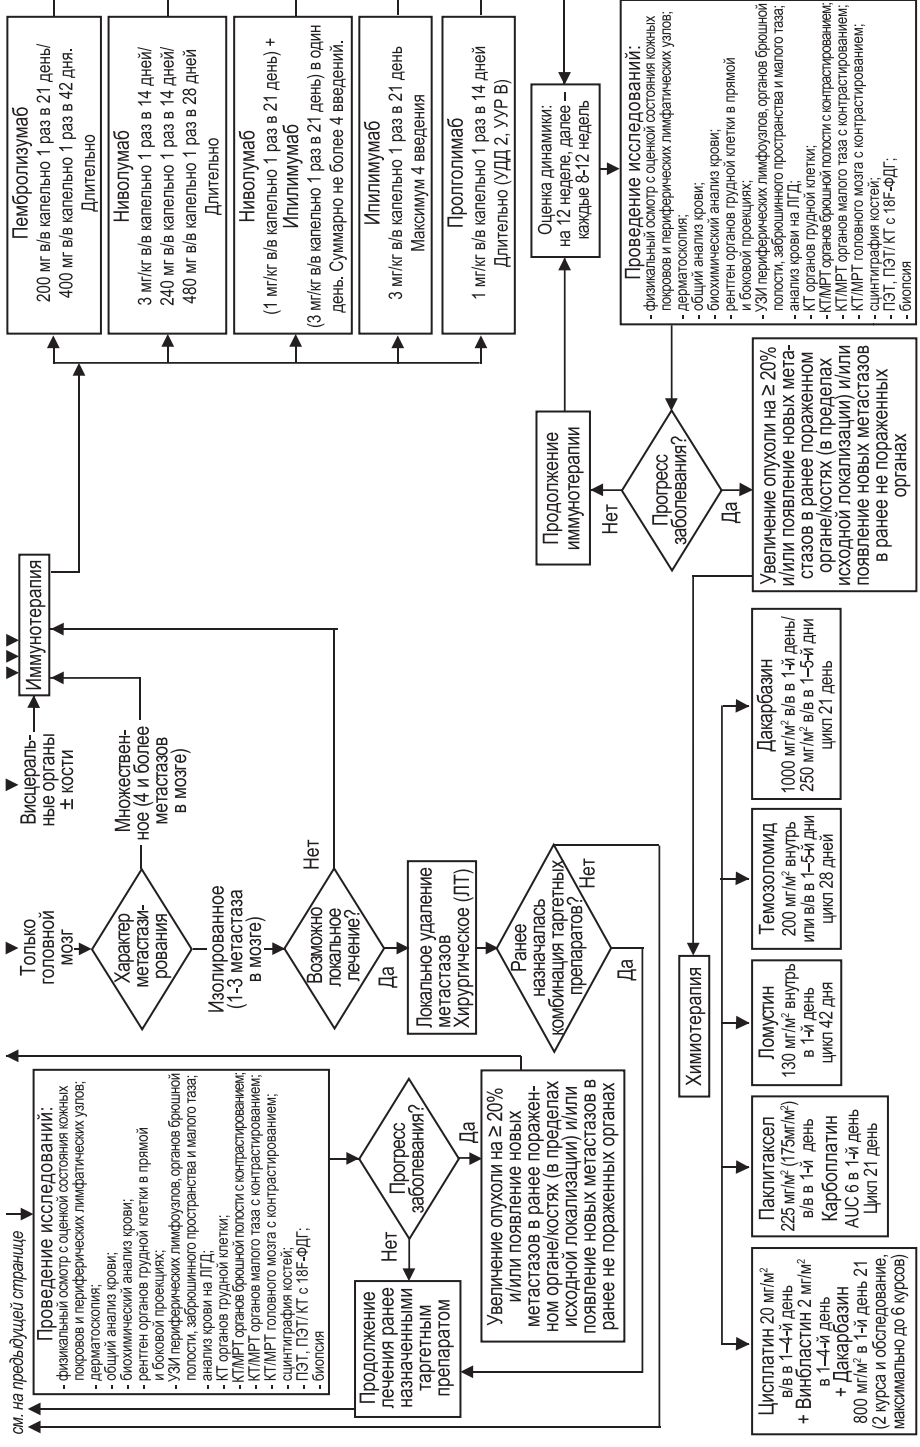 см. на предыдущей странице
Проведение исследований:
- физикальный осмотр с оценкой состояния кожных
покровов и периферических лимфатических узлов;
- дерматоскопия;
- общий анализ крови;
- биохимический анализ крови;
- рентген органов грудной клетки в прямой
и боковой проекциях;
- УЗИ периферических лимфоузлов, органов брюшной
полости, забрюшинного пространства и малого таза;
- анализ крови на ЛГД;
- КТ органов грудной клетки;
- КТ/МРТ органов брюшной полости с контрастированием;
- КТ/МРТ органов малого таза с контрастированием;
- КТ/МРТ головного мозга с контрастированием;
- сцинтиграфия костей;
- ПЭТ, ПЭТ/ КТ с 18F-ФДГ;
- биопсия
Прогресс
заболевания?
Нет
Да
Продолжение
лечения ранее
назначенными
таргетным
препаратом
Увеличение опухоли на ≥ 20%
и/или появление новых
метастазов в ранее поражен-
ном органе/костях (в пределах
исходной локализации) и/или
появление новых метастазов в
ранее не пораженных органах
Только
головной
мозг
Характер
метастази-
рования
Изолированное
(1-3 метастаза
в мозге)
Множествен-
ное (4 и более
метастазов
в мозге)
Висцераль-
ные органы
± кости
Иммунотерапия
Возможно
локальное
лечение?
Нет
Да
Локальное удаление
метастазов
Хирургическое (ЛТ)
Ранее
назначалась
комбинация таргетных
препаратов?
Нет
Да
Пембролизумаб
200 мг в/в капельно 1 раз в 21 день/
400 мг в/в капельно 1 раз в 42 дня.
Длительно
Ниволумаб
3 мг/кг в/в капельно 1 раз в 14 дней/
240 мг в/в капельно 1 раз в 14 дней/
480 мг в/в капельно 1 раз в 28 дней
Длительно
Ниволумаб
(1 мг/кг в/в капельно 1 раз в 21 день) +
Ипилимумаб
(3 мг/кг в/в капельно 1 раз в 21 день) в один
день. Суммарно не более 4 введений.
Ипилимумаб
3 мг/кг в/в капельно 1 раз в 21 день
Максимум 4 введения
Пролголимаб
1 мг/кг в/в капельно 1 раз в 14 дней
Длительно (УДД 2, УУР В)
Оценка динамики:
на 12 неделе, далее –
каждые 8-12 недель
Проведение исследований:
- физикальный осмотр с оценкой состояния кожных
покровов и периферических лимфатических узлов;
- дерматоскопия;
- общий анализ крови;
- биохимический анализ крови;
- рентген органов грудной клетки в прямой
и боковой проекциях;
- УЗИ периферических лимфоузлов, органов брюшной
полости, забрюшинного пространства и малого таза;
- анализ крови на ЛГД;
- КТ органов грудной клетки;
- КТ/МРТ органов брюшной полости с контрастированием;
- КТ/МРТ органов малого таза с контрастированием;
- КТ/МРТ головного мозга с контрастированием;
- сцинтиграфия костей;
- ПЭТ, ПЭТ/ КТ с 18F-ФДГ;
- биопсия
Продолжение
иммунотерапии
Нет
Прогресс
заболевания?
Да
Увеличение опухоли на ≥ 20%
и/или появление новых мета-
стазов в ранее пораженном
органе/костях (в пределах
исходной локализации) и/или
появление новых метастазов
в ранее не пораженных
органах
Химиотерапия
Цисплатин 20 мг/м²
в/в в 1–4-й день
+ Винбластин 2 мг/м²
в 1–4-й день
+ Дакарбазин
800 мг/м² в 1-й день 21
(2 курса и обследование,
максимально до 6 курсов)
Паклитаксел
225 мг/м² (175мг/м²)
в/в в 1-й день
Карбоплатин
AUC 6 в 1-й день
Цикл 21 день
Ломустин
130 мг/м² внутрь
в 1-й день
цикл 42 дня
Темозоломид
200 мг/м² внутрь
или в/в в 1–5-й дни
цикл 28 дней
Дакарбазин
1000 мг/м² в/в в 1-й день/
250 мг/м² в/в в 1–5-й дни
цикл 21 день